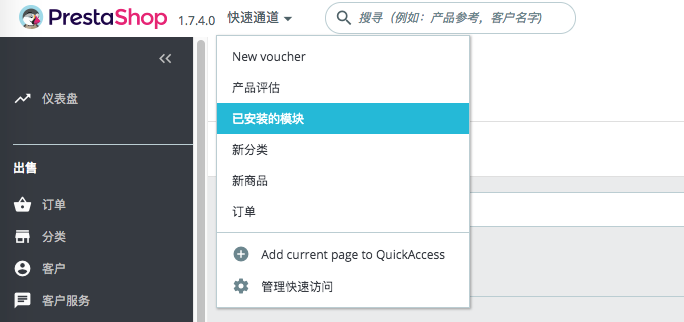 PrestaShop 1.7.4.0 快速通道 搜寻（例如：产品参考，客户名字)
New voucher
产品评估
已安装的模块
新分类
新商品
订单
Add current page to QuickAccess
管理快速访问
仪表盘
出售
订单
分类
客户
客户服务